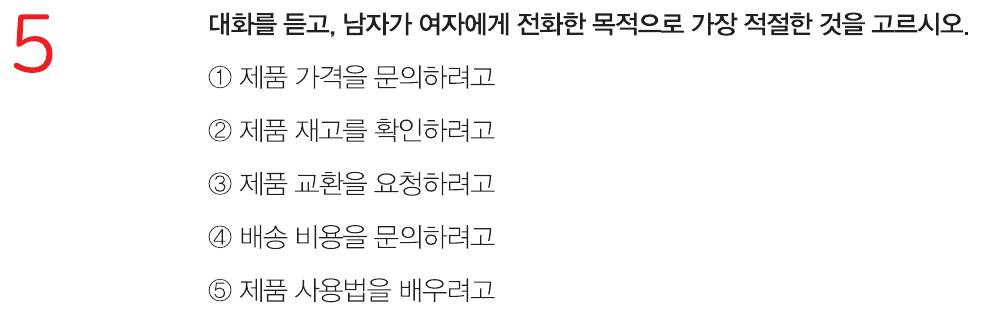 5 대화를 듣고, 남자가 여자에게 전화한 목적으로 가장 적절한 것을 고르시오.
① 제품 가격을 문의하려고
② 제품 재고를 확인하려고
③ 제품 교환을 요청하려고
④ 배송 비용을 문의하려고
⑤ 제품 사용법을 배우려고